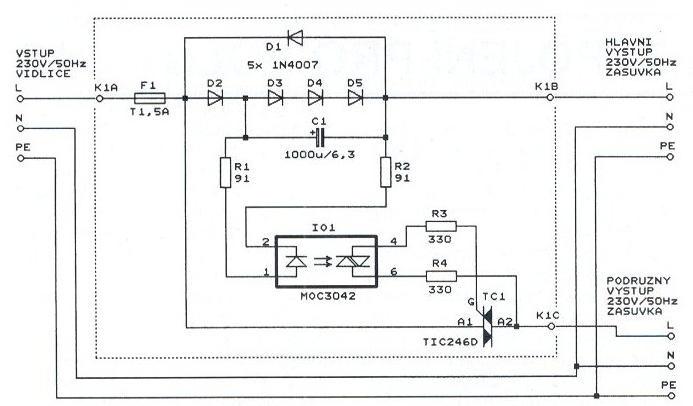 VSTUP
230V/50Hz
VIDLICE
L
N
PE
K1A
F1
T1,5A
D1
5x 1N4007
D2
D3
D4
D5
+
C1
1000u/6,3
R1
91
R2
91
IO1
2
1
4
6
MOC3042
R3
330
R4
330
G
TC1
A1
A2
TIC246D
K1B
K1C
HLAVNI
VYSTUP
230V/50Hz
ZASUVKA
L
N
PE
PODRUZNY
VYSTUP
230V/50Hz
ZASUVKA
L
N
PE